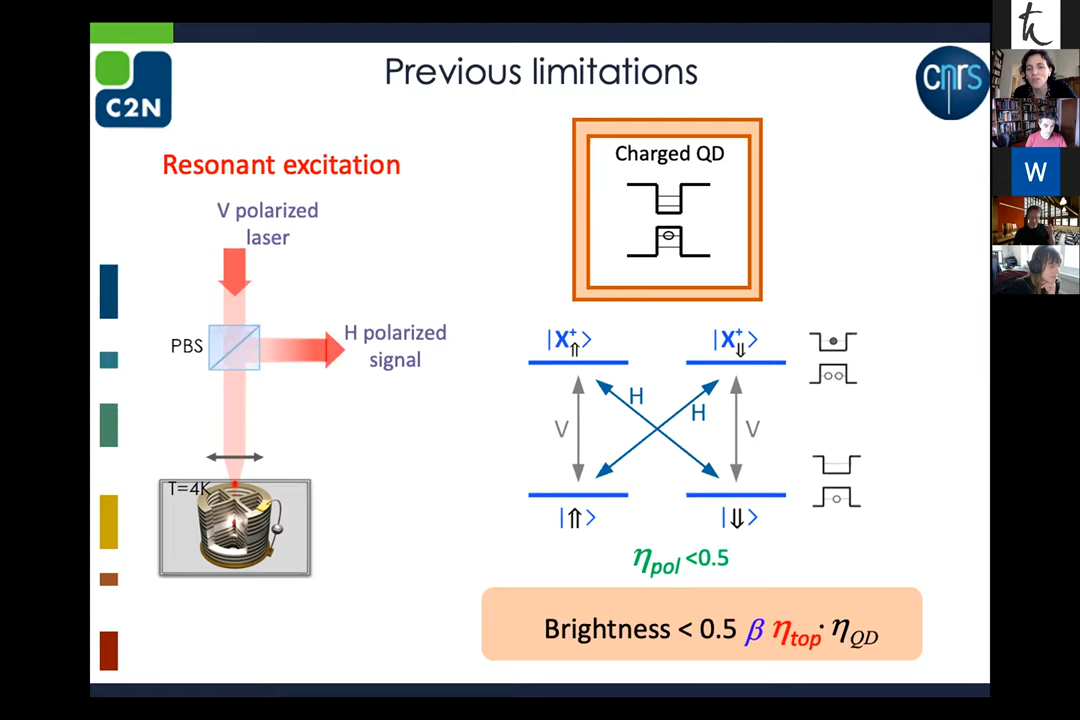 Previous limitations
C2N
cnrs
Resonant excitation
V polarized
laser
PBS
H polarized
signal
T=4K
Charged QD
|X⁺⇑>
|X⁺⇓>
H
H
V
V
|⇑>
|⇓>
η_pol <0.5
Brightness < 0.5 β η_top · η_QD
W